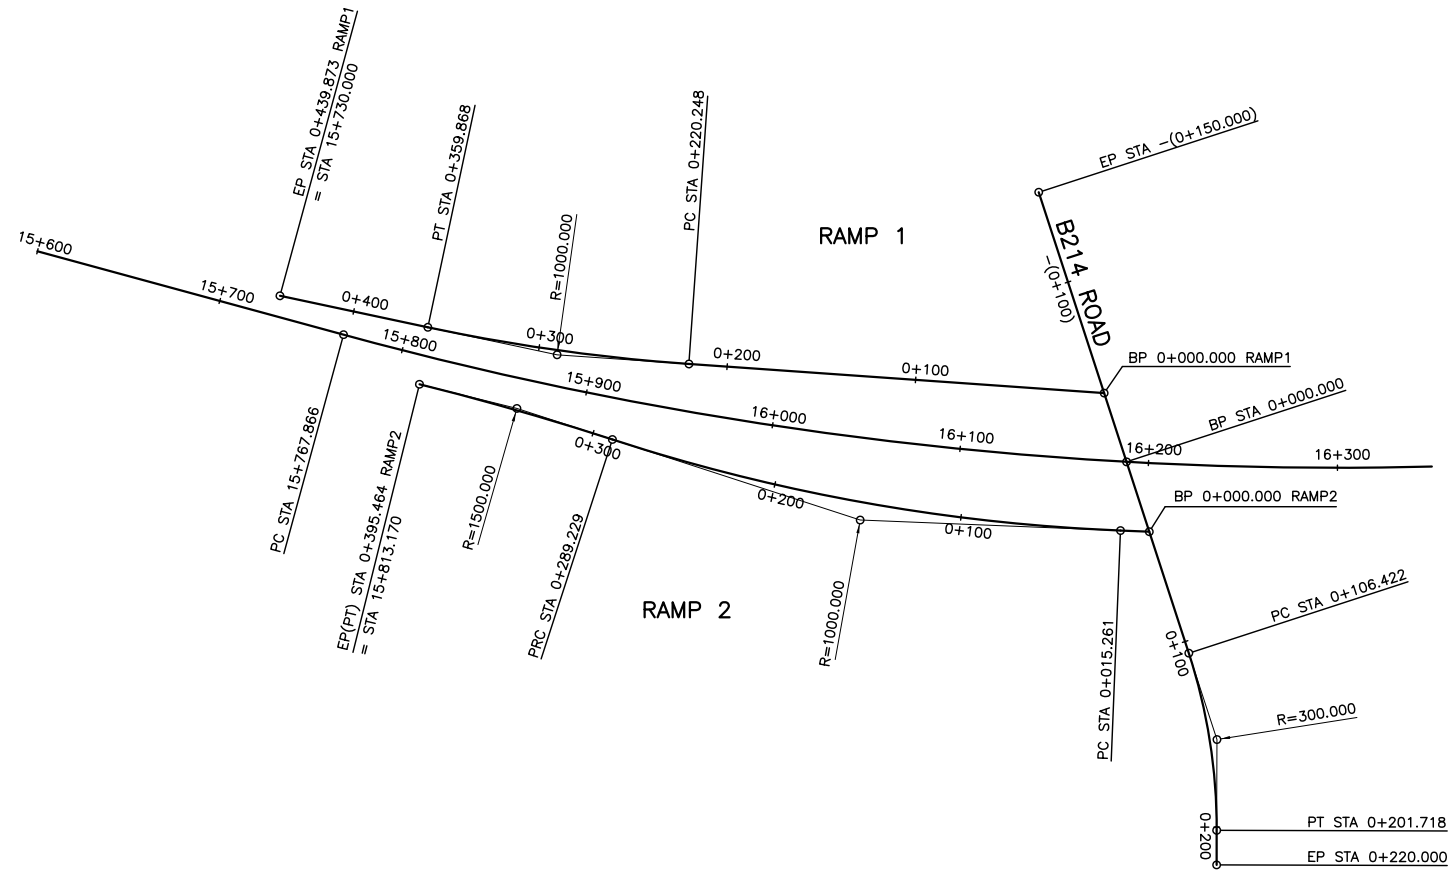 EP STA 0+439.873 RAMP1
= STA 15+730.000
PT STA 0+359.868
PC STA 0+220.248
R=1000.000
EP STA -(0+150.000)
RAMP 1
B214 ROAD
-(0+100)
15+600
15+700
0+400
15+800
0+300
0+200
0+100
BP 0+000.000 RAMP1
15+900
16+000
16+100
16+200
16+300
BP STA 0+000.000
PC STA 15+767.866
EP(PT) STA 0+395.464 RAMP2
= STA 15+813.170
R=1500.000
0+300
PRC STA 0+289.229
0+200
0+100
BP 0+000.000 RAMP2
RAMP 2
R=1000.000
PC STA 0+015.261
PC STA 0+106.422
0+100
R=300.000
0+200
PT STA 0+201.718
EP STA 0+220.000